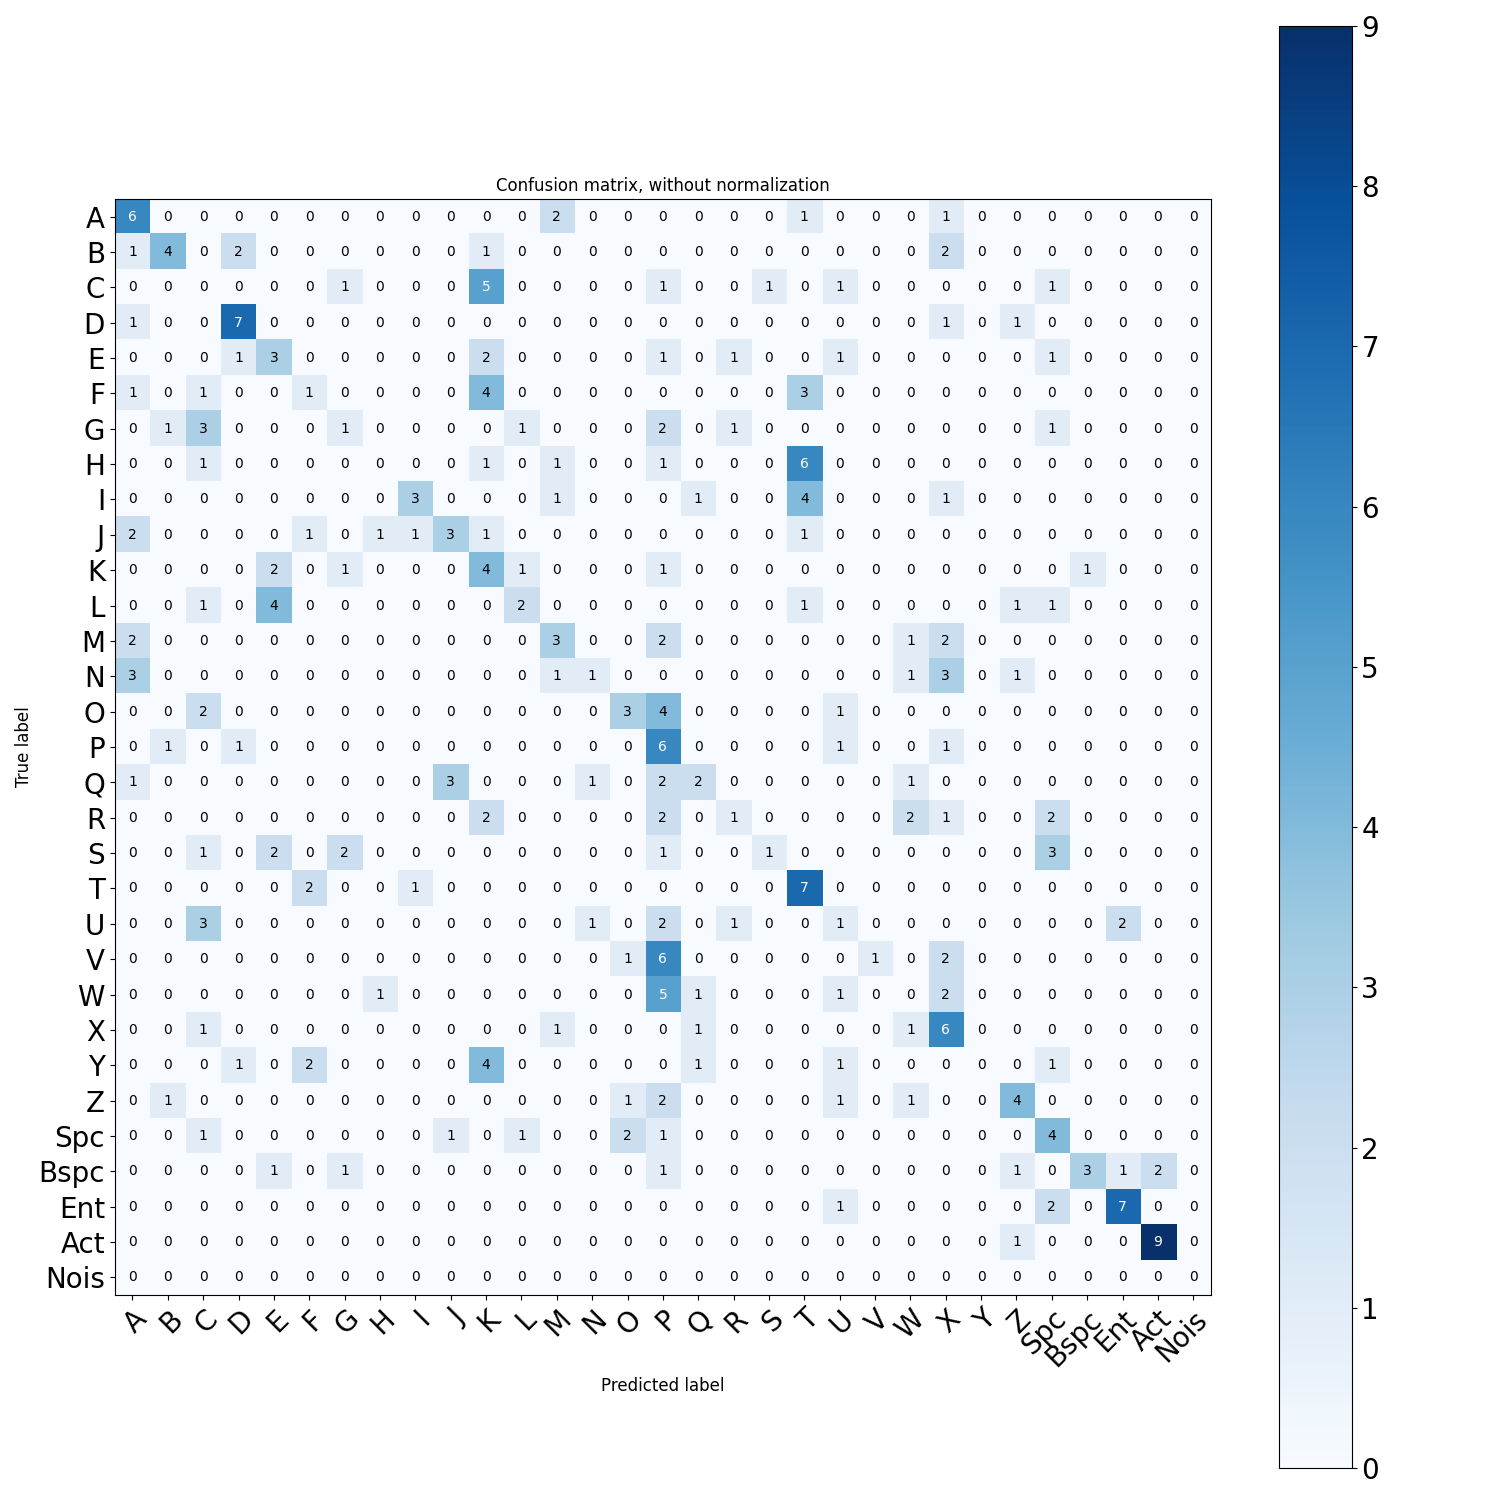 Confusion matrix, without normalization
True label
A 6 0 0 0 0 0 0 0 0 0 0 0 2 0 0 0 0 0 0 1 0 0 0 1 0 0 0 0 0 0 0
B 1 4 0 2 0 0 0 0 0 0 1 0 0 0 0 0 0 0 0 0 0 0 0 2 0 0 0 0 0 0 0
C 0 0 0 0 0 0 1 0 0 0 5 0 0 0 0 1 0 0 1 0 1 0 0 0 0 0 1 0 0 0 0
D 1 0 0 7 0 0 0 0 0 0 0 0 0 0 0 0 0 0 0 0 0 0 0 1 0 1 0 0 0 0 0
E 0 0 0 1 3 0 0 0 0 0 2 0 0 0 0 1 0 1 0 0 1 0 0 0 0 0 1 0 0 0 0
F 1 0 1 0 0 1 0 0 0 0 4 0 0 0 0 0 0 0 0 3 0 0 0 0 0 0 0 0 0 0 0
G 0 1 3 0 0 0 1 0 0 0 0 1 0 0 0 2 0 1 0 0 0 0 0 0 0 0 1 0 0 0 0
H 0 0 1 0 0 0 0 0 0 0 1 0 1 0 0 1 0 0 0 6 0 0 0 0 0 0 0 0 0 0 0
I 0 0 0 0 0 0 0 0 3 0 0 0 1 0 0 0 1 0 0 4 0 0 0 1 0 0 0 0 0 0 0
J 2 0 0 0 0 1 0 1 1 3 1 0 0 0 0 0 0 0 0 1 0 0 0 0 0 0 0 0 0 0 0
K 0 0 0 0 2 0 1 0 0 0 4 1 0 0 0 1 0 0 0 0 0 0 0 0 0 0 0 1 0 0 0
L 0 0 1 0 4 0 0 0 0 0 0 2 0 0 0 0 0 0 0 1 0 0 0 0 0 1 1 0 0 0 0
M 2 0 0 0 0 0 0 0 0 0 0 0 3 0 0 2 0 0 0 0 0 0 1 2 0 0 0 0 0 0 0
N 3 0 0 0 0 0 0 0 0 0 0 0 1 1 0 0 0 0 0 0 0 0 1 3 0 1 0 0 0 0 0
O 0 0 2 0 0 0 0 0 0 0 0 0 0 0 3 4 0 0 0 0 1 0 0 0 0 0 0 0 0 0 0
P 0 1 0 1 0 0 0 0 0 0 0 0 0 0 0 6 0 0 0 0 1 0 0 1 0 0 0 0 0 0 0
Q 1 0 0 0 0 0 0 0 0 3 0 0 0 1 0 2 2 0 0 0 0 0 1 0 0 0 0 0 0 0 0
R 0 0 0 0 0 0 0 0 0 0 2 0 0 0 0 2 0 1 0 0 0 0 2 1 0 0 2 0 0 0 0
S 0 0 1 0 2 0 2 0 0 0 0 0 0 0 0 1 0 0 1 0 0 0 0 0 0 0 3 0 0 0 0
T 0 0 0 0 0 2 0 0 1 0 0 0 0 0 0 0 0 0 0 7 0 0 0 0 0 0 0 0 0 0 0
U 0 0 3 0 0 0 0 0 0 0 0 0 0 1 0 2 0 1 0 0 1 0 0 0 0 0 0 0 2 0 0
V 0 0 0 0 0 0 0 0 0 0 0 0 0 0 1 6 0 0 0 0 0 1 0 2 0 0 0 0 0 0 0
W 0 0 0 0 0 0 0 1 0 0 0 0 0 0 0 5 1 0 0 0 1 0 0 2 0 0 0 0 0 0 0
X 0 0 1 0 0 0 0 0 0 0 0 0 1 0 0 0 1 0 0 0 0 0 1 6 0 0 0 0 0 0 0
Y 0 0 0 1 0 2 0 0 0 0 4 0 0 0 0 0 1 0 0 0 1 0 0 0 0 0 1 0 0 0 0
Z 0 1 0 0 0 0 0 0 0 0 0 0 0 0 1 2 0 0 0 0 1 0 1 0 0 4 0 0 0 0 0
Spc 0 0 1 0 0 0 0 0 0 1 0 1 0 0 2 1 0 0 0 0 0 0 0 0 0 0 4 0 0 0 0
Bspc 0 0 0 0 1 0 1 0 0 0 0 0 0 0 0 1 0 0 0 0 0 0 0 0 0 1 0 3 1 2 0
Ent 0 0 0 0 0 0 0 0 0 0 0 0 0 0 0 0 0 0 0 0 1 0 0 0 0 0 2 0 7 0 0
Act 0 0 0 0 0 0 0 0 0 0 0 0 0 0 0 0 0 0 0 0 0 0 0 0 0 1 0 0 0 9 0
Nois 0 0 0 0 0 0 0 0 0 0 0 0 0 0 0 0 0 0 0 0 0 0 0 0 0 0 0 0 0 0 0
A B C D E F G H I J K L M N O P Q R S T U V W X Y Z Spc Bspc Ent Act Nois
Predicted label
9
8
7
6
5
4
3
2
1
0